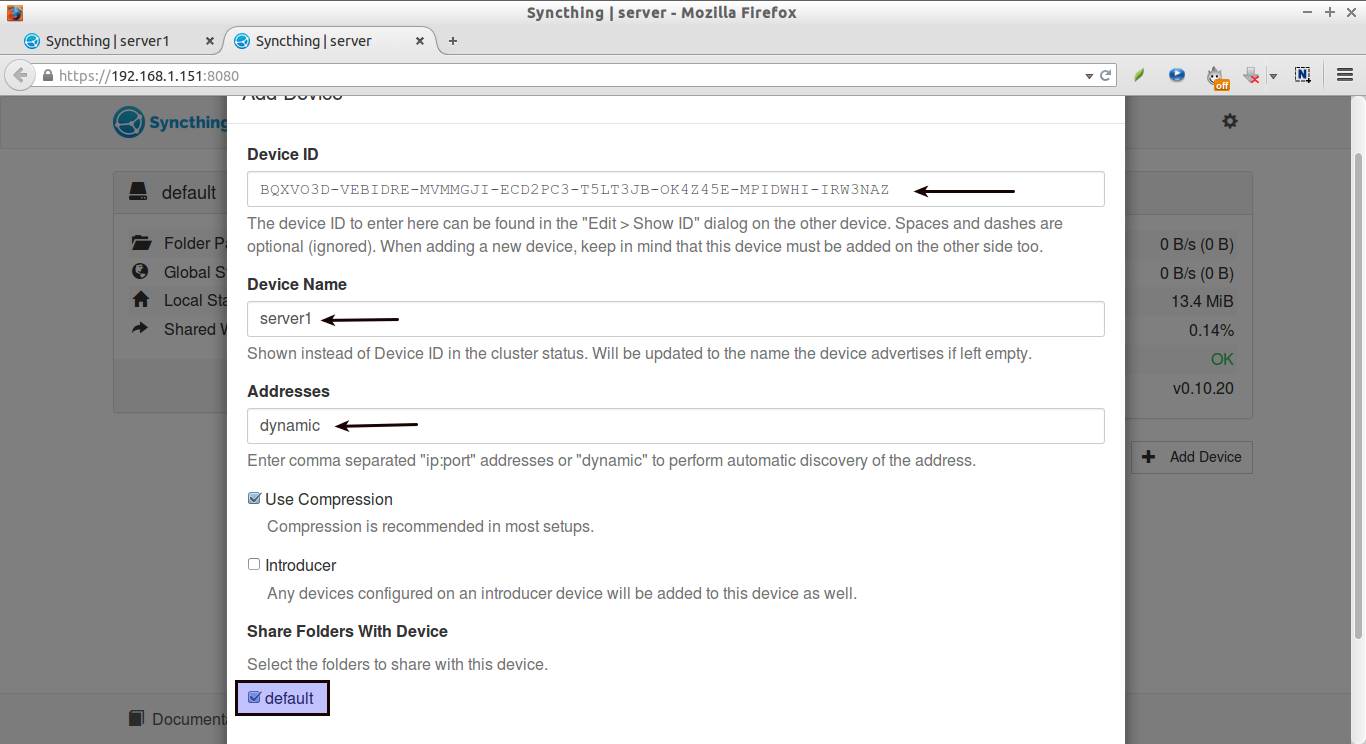 Syncthing | server - Mozilla Firefox
Syncthing | server1
Syncthing | server
https://192.168.1.151:8080
off
N
Add Device
Syncthing
Device ID
BQXVO3D-VEBIDRE-MVMMGJI-ECD2PC3-T5LT3JB-OK4Z45E-MPIDWHI-IRW3NAZ
The device ID to enter here can be found in the "Edit > Show ID" dialog on the other device. Spaces and dashes are
optional (ignored). When adding a new device, keep in mind that this device must be added on the other side too.
default
Folder Pa
Global S
Local Sta
Shared W
0 B/s (0 B)
0 B/s (0 B)
13.4 MiB
0.14%
OK
v0.10.20
Device Name
server1
Shown instead of Device ID in the cluster status. Will be updated to the name the device advertises if left empty.
Addresses
dynamic
Enter comma separated "ip:port" addresses or "dynamic" to perform automatic discovery of the address.
Add Device
Use Compression
Compression is recommended in most setups.
Introducer
Any devices configured on an introducer device will be added to this device as well.
Share Folders With Device
Select the folders to share with this device.
default
Documenta